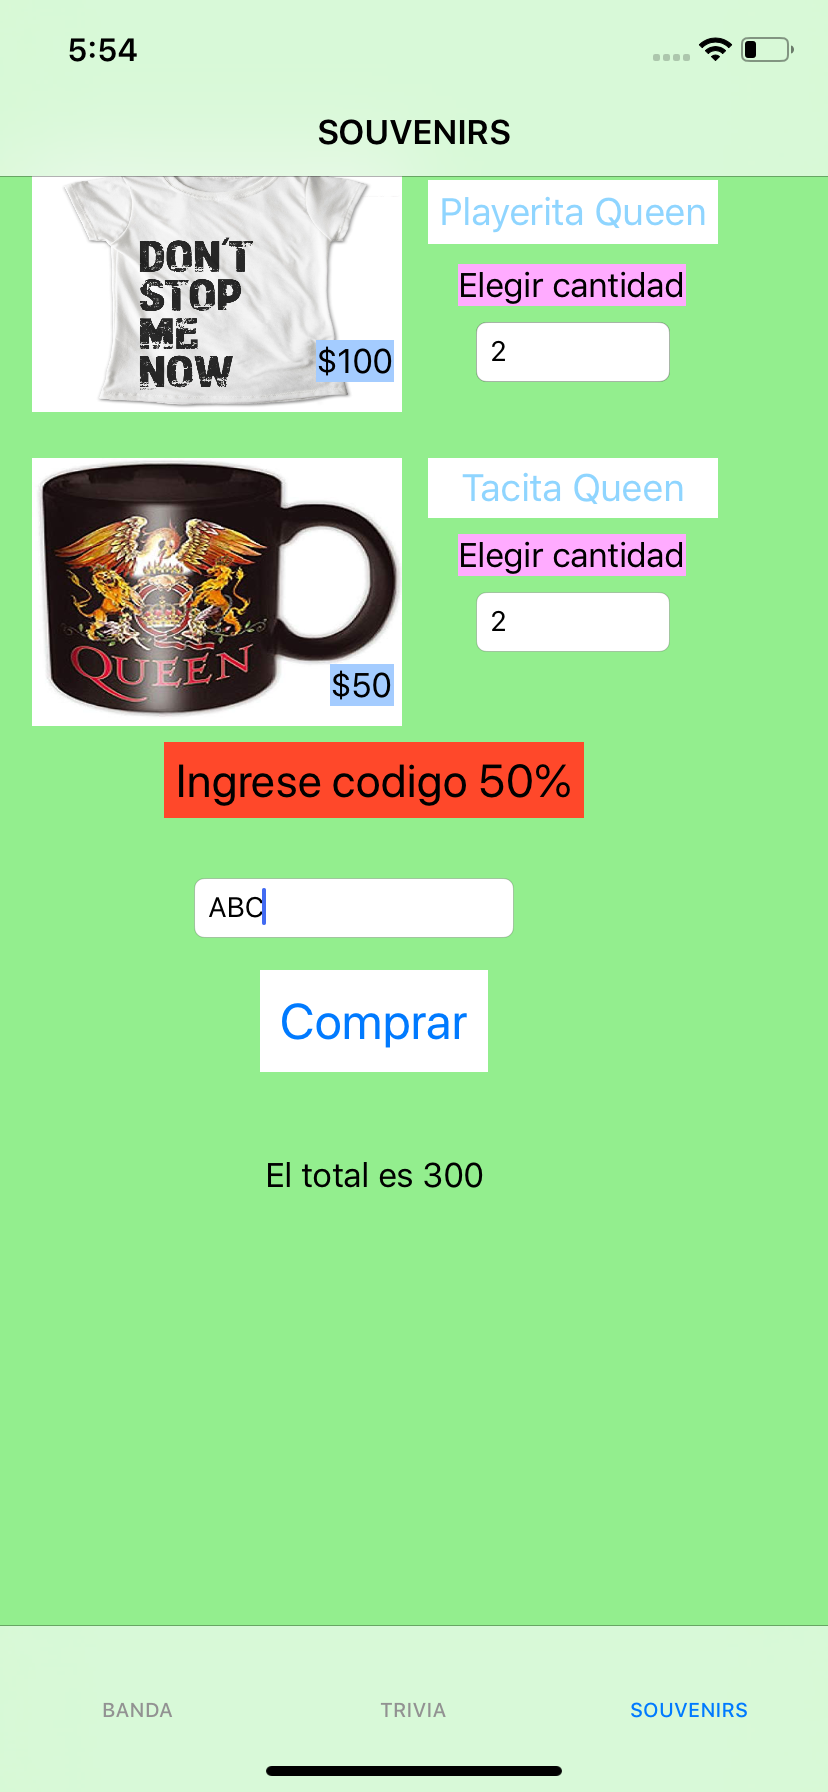 5:54
SOUVENIRS
DON'T
STOP
ME
NOW
$100
Playerita Queen
Elegir cantidad
2
QUEEN
$50
Tacita Queen
Elegir cantidad
2
Ingrese codigo 50%
ABC
Comprar
El total es 300
BANDA
TRIVIA
SOUVENIRS